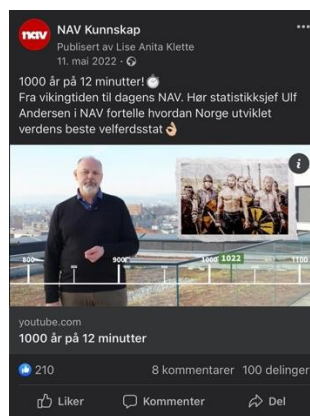 nav
NAV Kunnskap
Publisert av Lise Anita Klette
11. mai 2022 ·
1000 år på 12 minutter!
Fra vikingtiden til dagens NAV. Hør statistikksjef Ulf
Andersen i NAV fortelle hvordan Norge utviklet
verdens beste velferdsstat
i
800 900 1000 1022 1100
youtube.com
1000 år på 12 minutter
210 8 kommentarer 100 delinger
Liker Kommenter Del